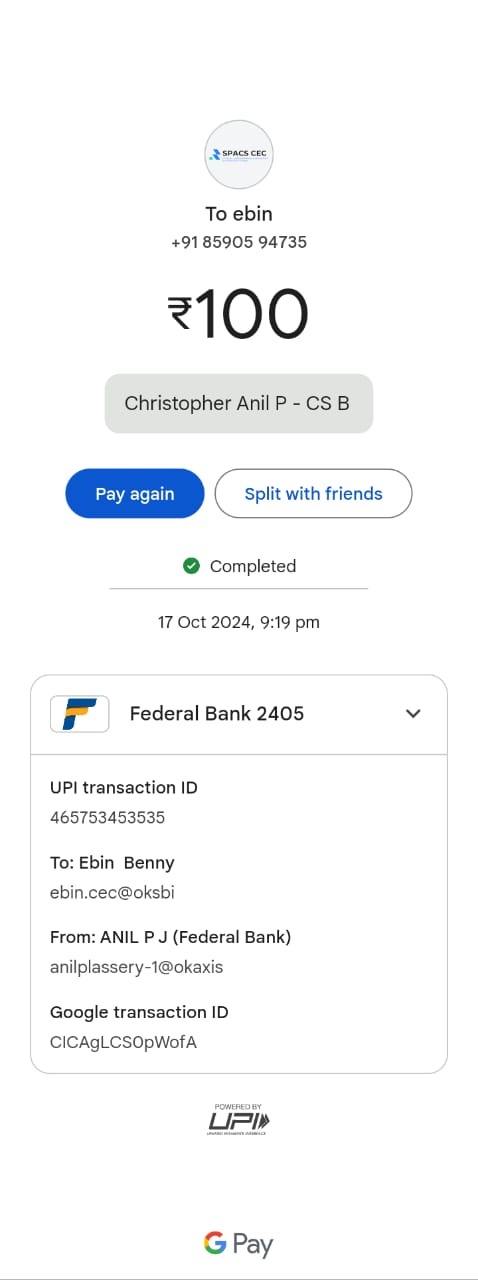 SPACS CEC
To ebin
+91 85905 94735
₹100
Christopher Anil P - CS B
Pay again
Split with friends
Completed
17 Oct 2024, 9:19 pm
Federal Bank 2405
UPI transaction ID
465753453535
To: Ebin  Benny
ebin.cec@oksbi
From: ANIL P J (Federal Bank)
anilplassery-1@okaxis
Google transaction ID
CICAgLCS0pWofA
POWERED BY
UPI
UNIFIED PAYMENTS INTERFACE
G Pay